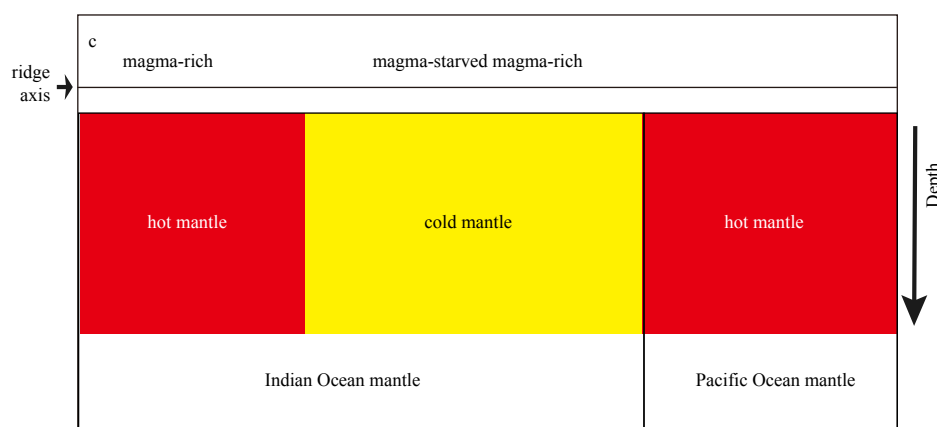 c
magma-rich
magma-starved magma-rich
ridge
axis
hot mantle
cold mantle
hot mantle
Depth
Indian Ocean mantle
Pacific Ocean mantle